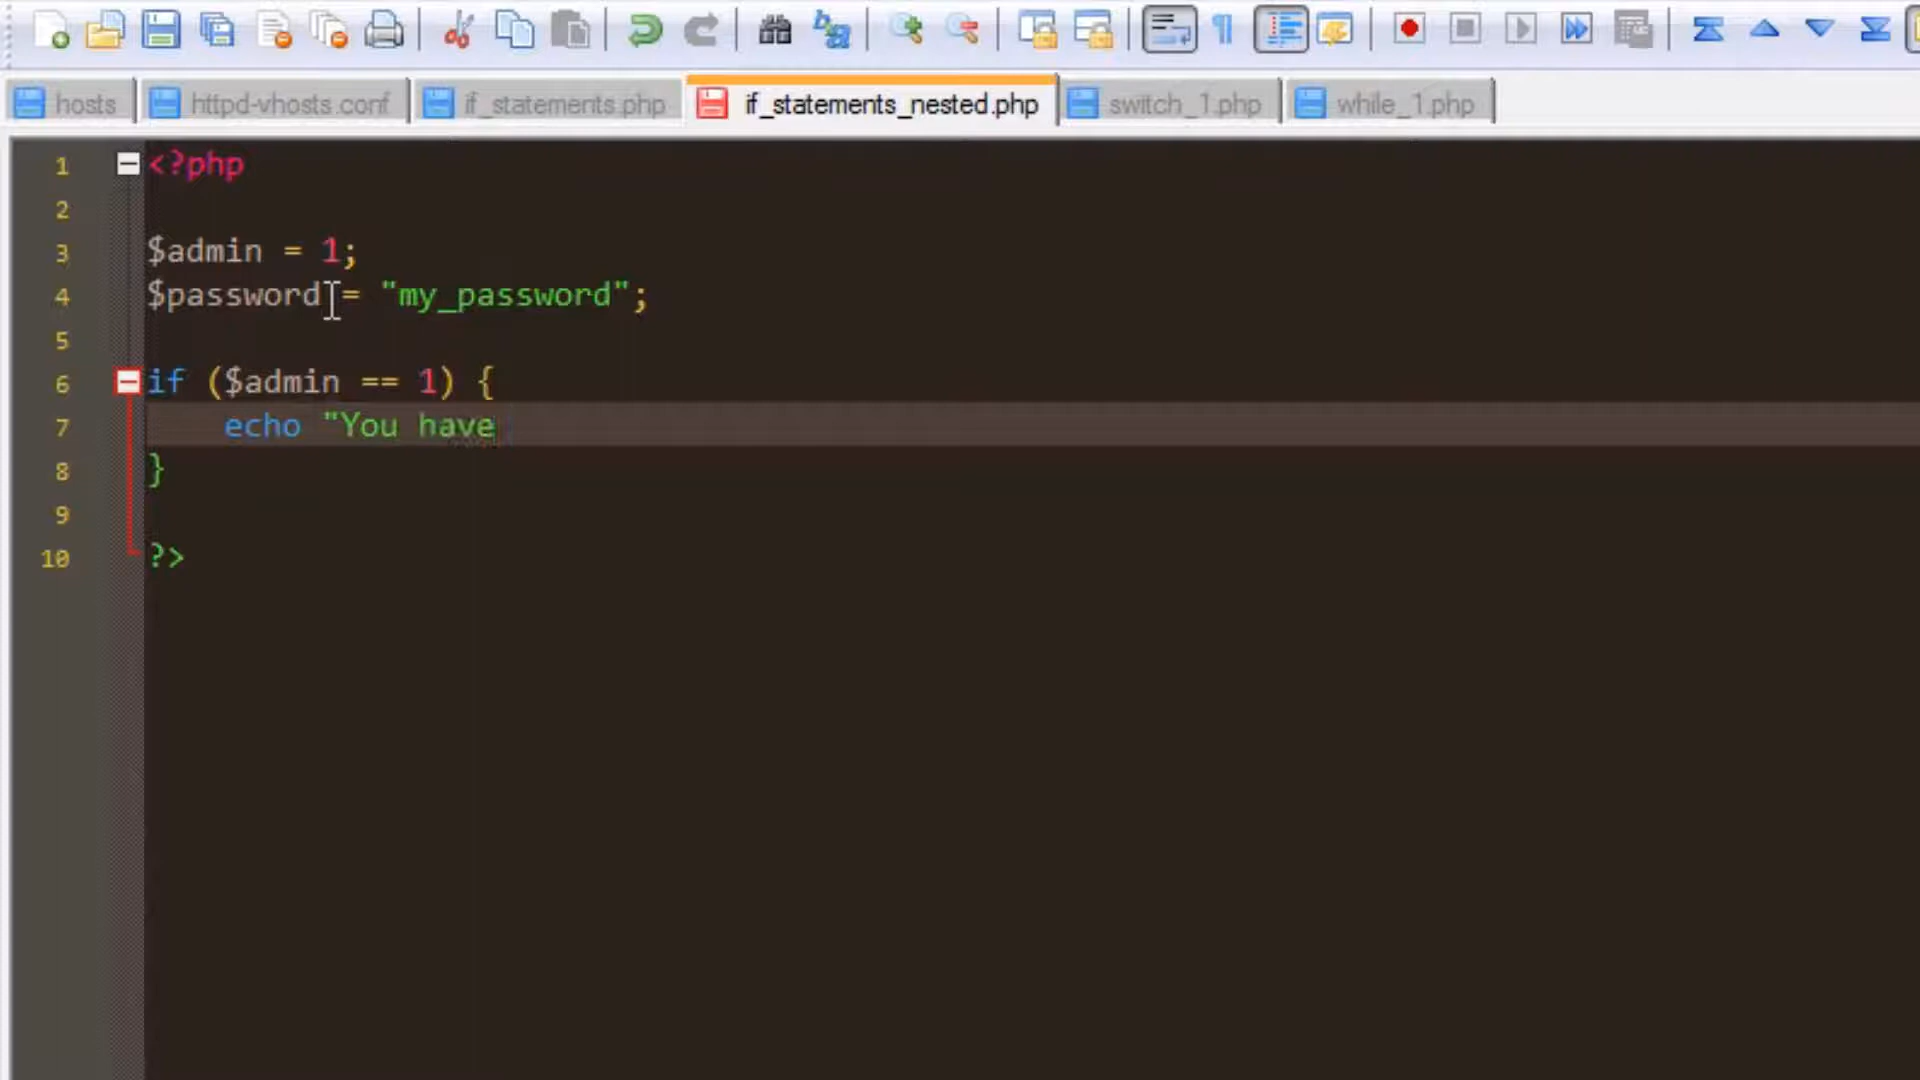 hosts httpd-vhosts.conf if_statements.php if_statements_nested.php switch_1.php while_1.php
1 <?php
2
3 $admin = 1;
4 $password = "my_password";
5
6 if ($admin == 1) {
7 echo "You have
8 }
9
10 ?>